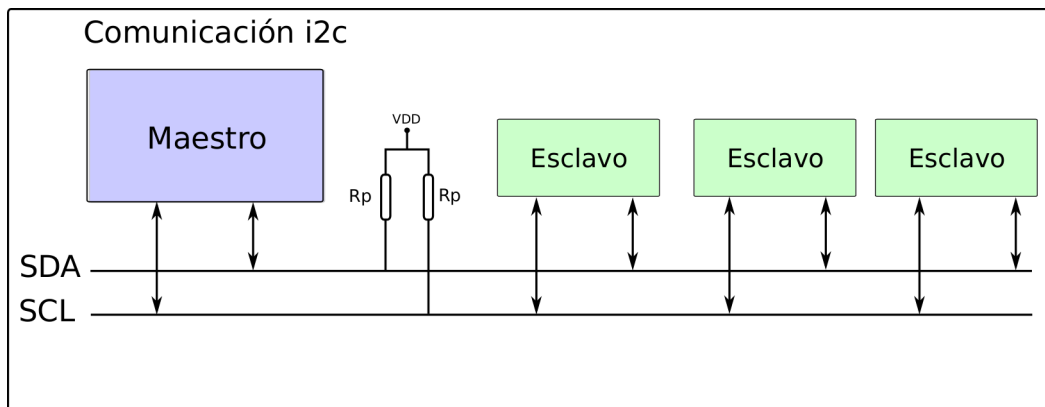 Comunicación i2c
Maestro
VDD
Rp
Rp
Esclavo
Esclavo
Esclavo
SDA
SCL